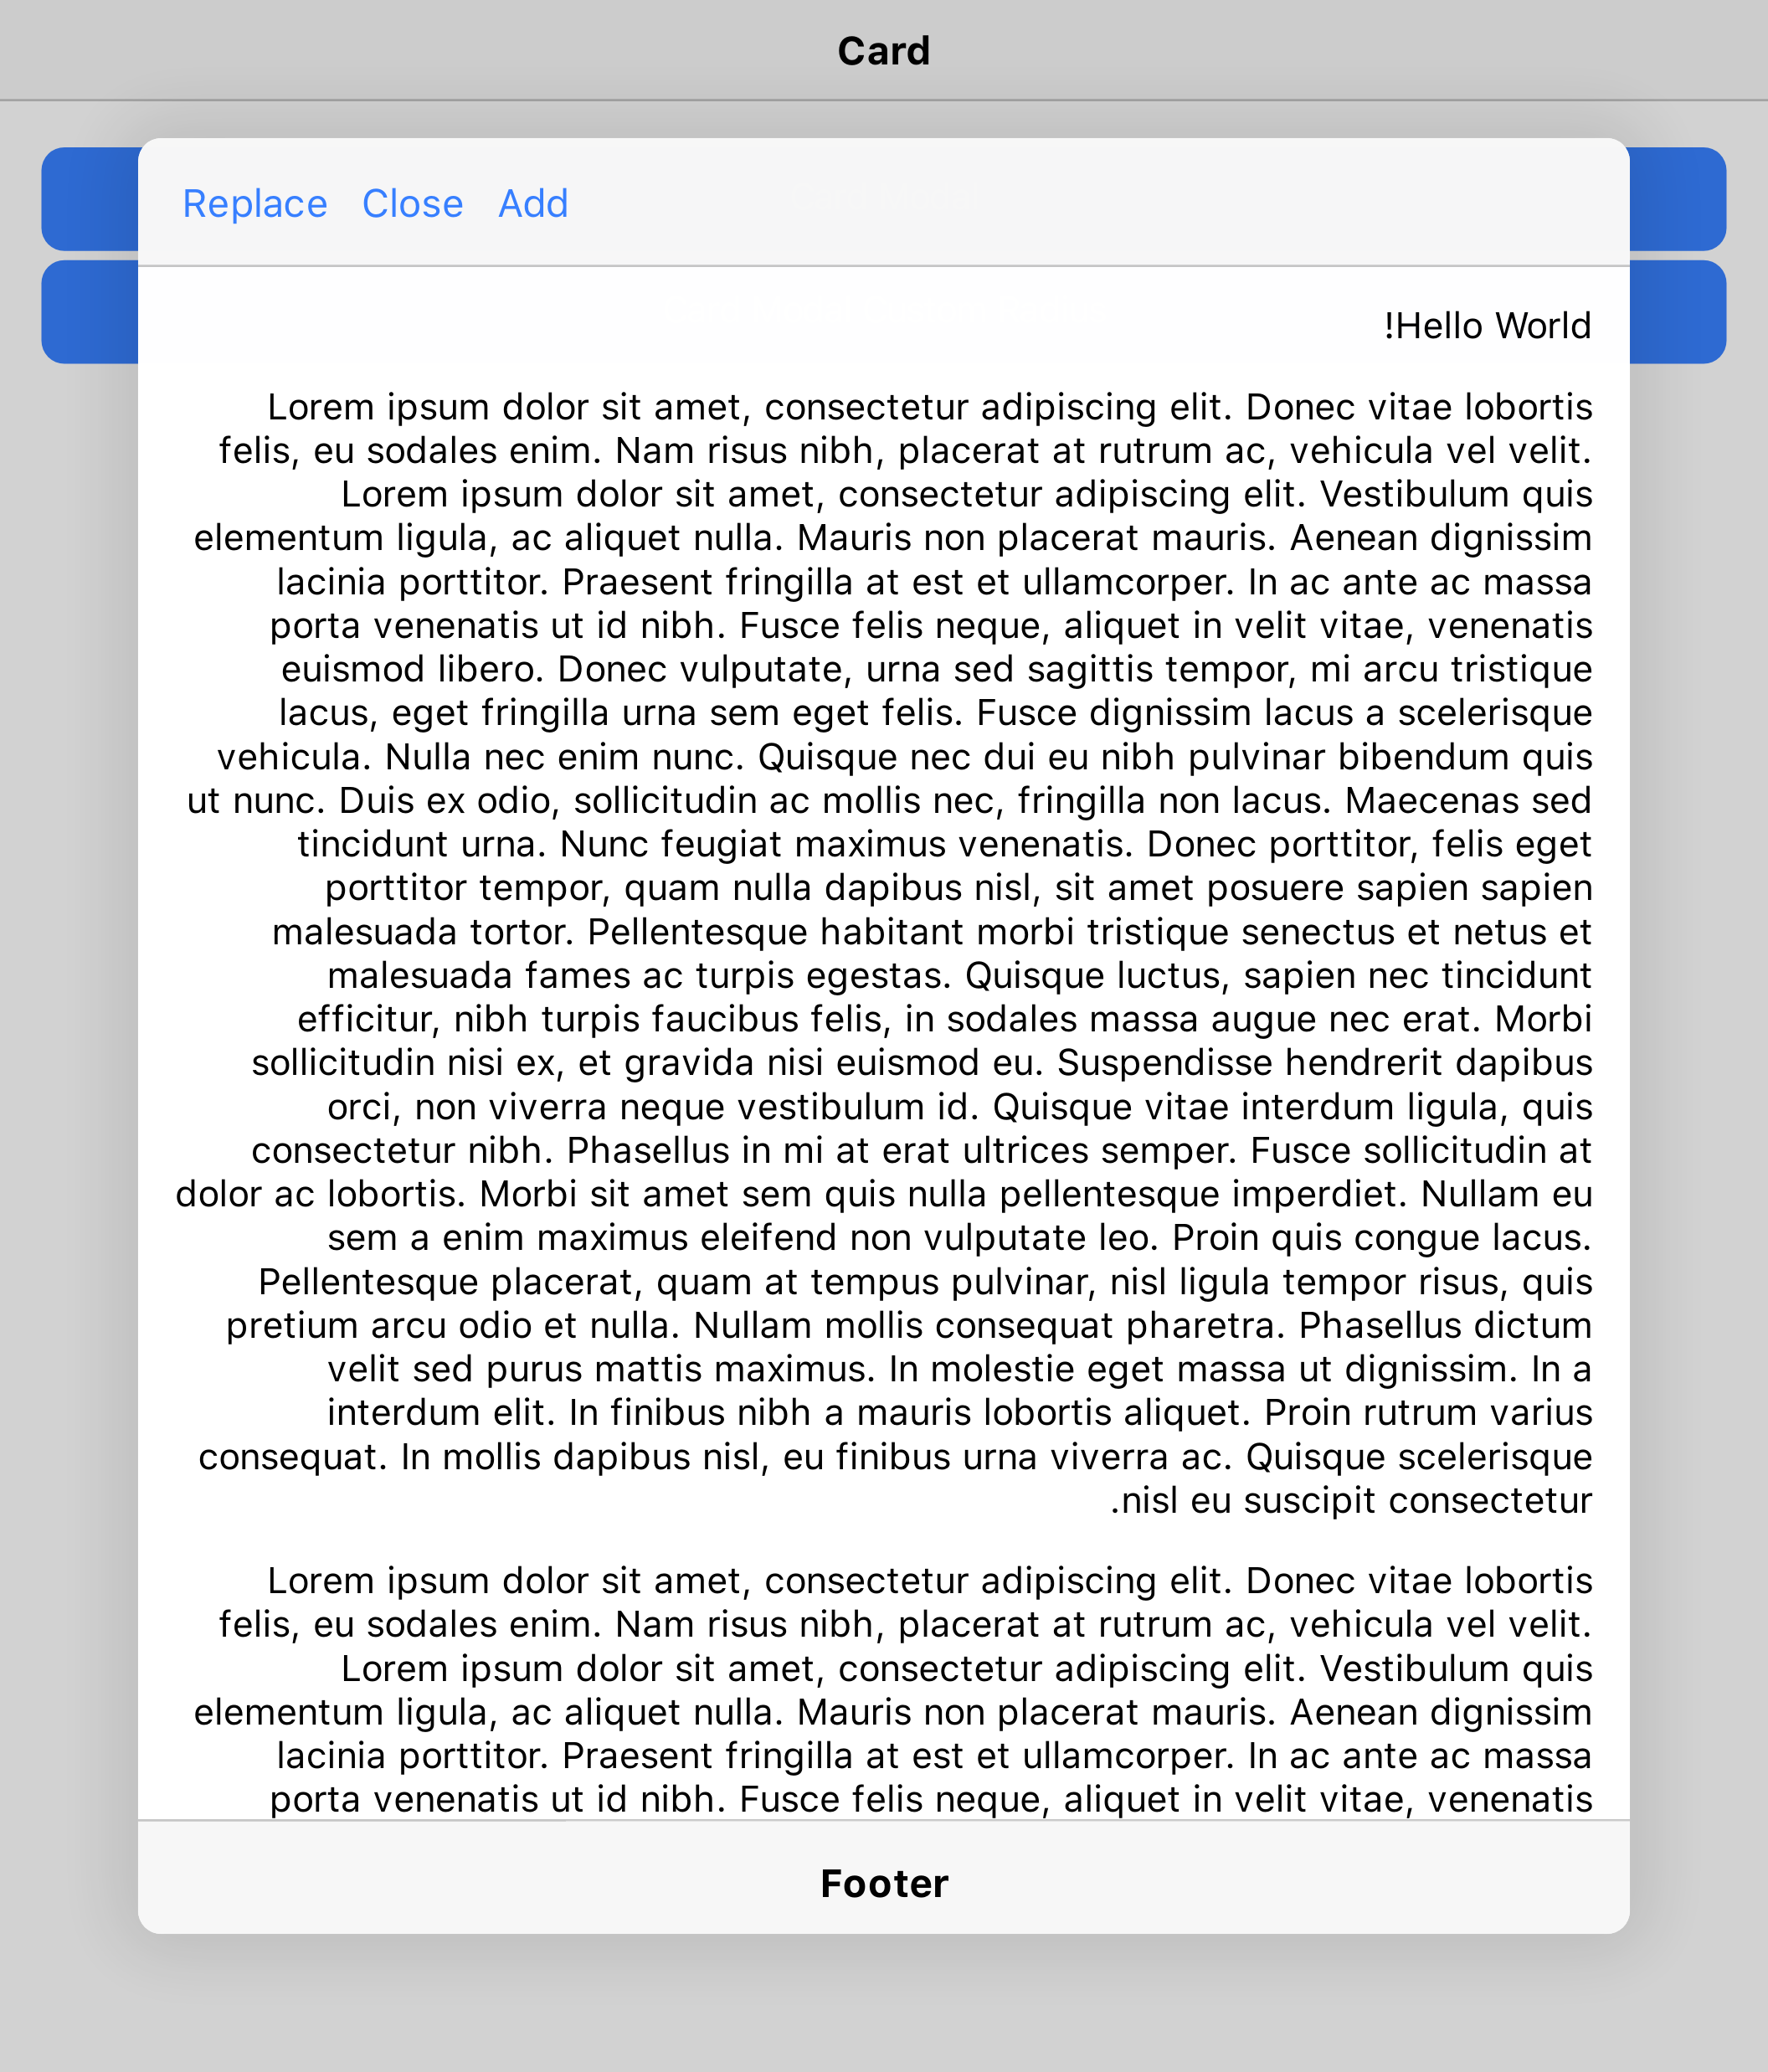 Card
Replace Close Add
!Hello World
Lorem ipsum dolor sit amet, consectetur adipiscing elit. Donec vitae lobortis
felis, eu sodales enim. Nam risus nibh, placerat at rutrum ac, vehicula vel velit.
Lorem ipsum dolor sit amet, consectetur adipiscing elit. Vestibulum quis
elementum ligula, ac aliquet nulla. Mauris non placerat mauris. Aenean dignissim
lacinia porttitor. Praesent fringilla at est et ullamcorper. In ac ante ac massa
porta venenatis ut id nibh. Fusce felis neque, aliquet in velit vitae, venenatis
euismod libero. Donec vulputate, urna sed sagittis tempor, mi arcu tristique
lacus, eget fringilla urna sem eget felis. Fusce dignissim lacus a scelerisque
vehicula. Nulla nec enim nunc. Quisque nec dui eu nibh pulvinar bibendum quis
ut nunc. Duis ex odio, sollicitudin ac mollis nec, fringilla non lacus. Maecenas sed
tincidunt urna. Nunc feugiat maximus venenatis. Donec porttitor, felis eget
porttitor tempor, quam nulla dapibus nisl, sit amet posuere sapien sapien
malesuada tortor. Pellentesque habitant morbi tristique senectus et netus et
malesuada fames ac turpis egestas. Quisque luctus, sapien nec tincidunt
efficitur, nibh turpis faucibus felis, in sodales massa augue nec erat. Morbi
sollicitudin nisi ex, et gravida nisi euismod eu. Suspendisse hendrerit dapibus
orci, non viverra neque vestibulum id. Quisque vitae interdum ligula, quis
consectetur nibh. Phasellus in mi at erat ultrices semper. Fusce sollicitudin at
dolor ac lobortis. Morbi sit amet sem quis nulla pellentesque imperdiet. Nullam eu
sem a enim maximus eleifend non vulputate leo. Proin quis congue lacus.
Pellentesque placerat, quam at tempus pulvinar, nisl ligula tempor risus, quis
pretium arcu odio et nulla. Nullam mollis consequat pharetra. Phasellus dictum
velit sed purus mattis maximus. In molestie eget massa ut dignissim. In a
interdum elit. In finibus nibh a mauris lobortis aliquet. Proin rutrum varius
consequat. In mollis dapibus nisl, eu finibus urna viverra ac. Quisque scelerisque
.nisl eu suscipit consectetur
Lorem ipsum dolor sit amet, consectetur adipiscing elit. Donec vitae lobortis
felis, eu sodales enim. Nam risus nibh, placerat at rutrum ac, vehicula vel velit.
Lorem ipsum dolor sit amet, consectetur adipiscing elit. Vestibulum quis
elementum ligula, ac aliquet nulla. Mauris non placerat mauris. Aenean dignissim
lacinia porttitor. Praesent fringilla at est et ullamcorper. In ac ante ac massa
porta venenatis ut id nibh. Fusce felis neque, aliquet in velit vitae, venenatis
Footer